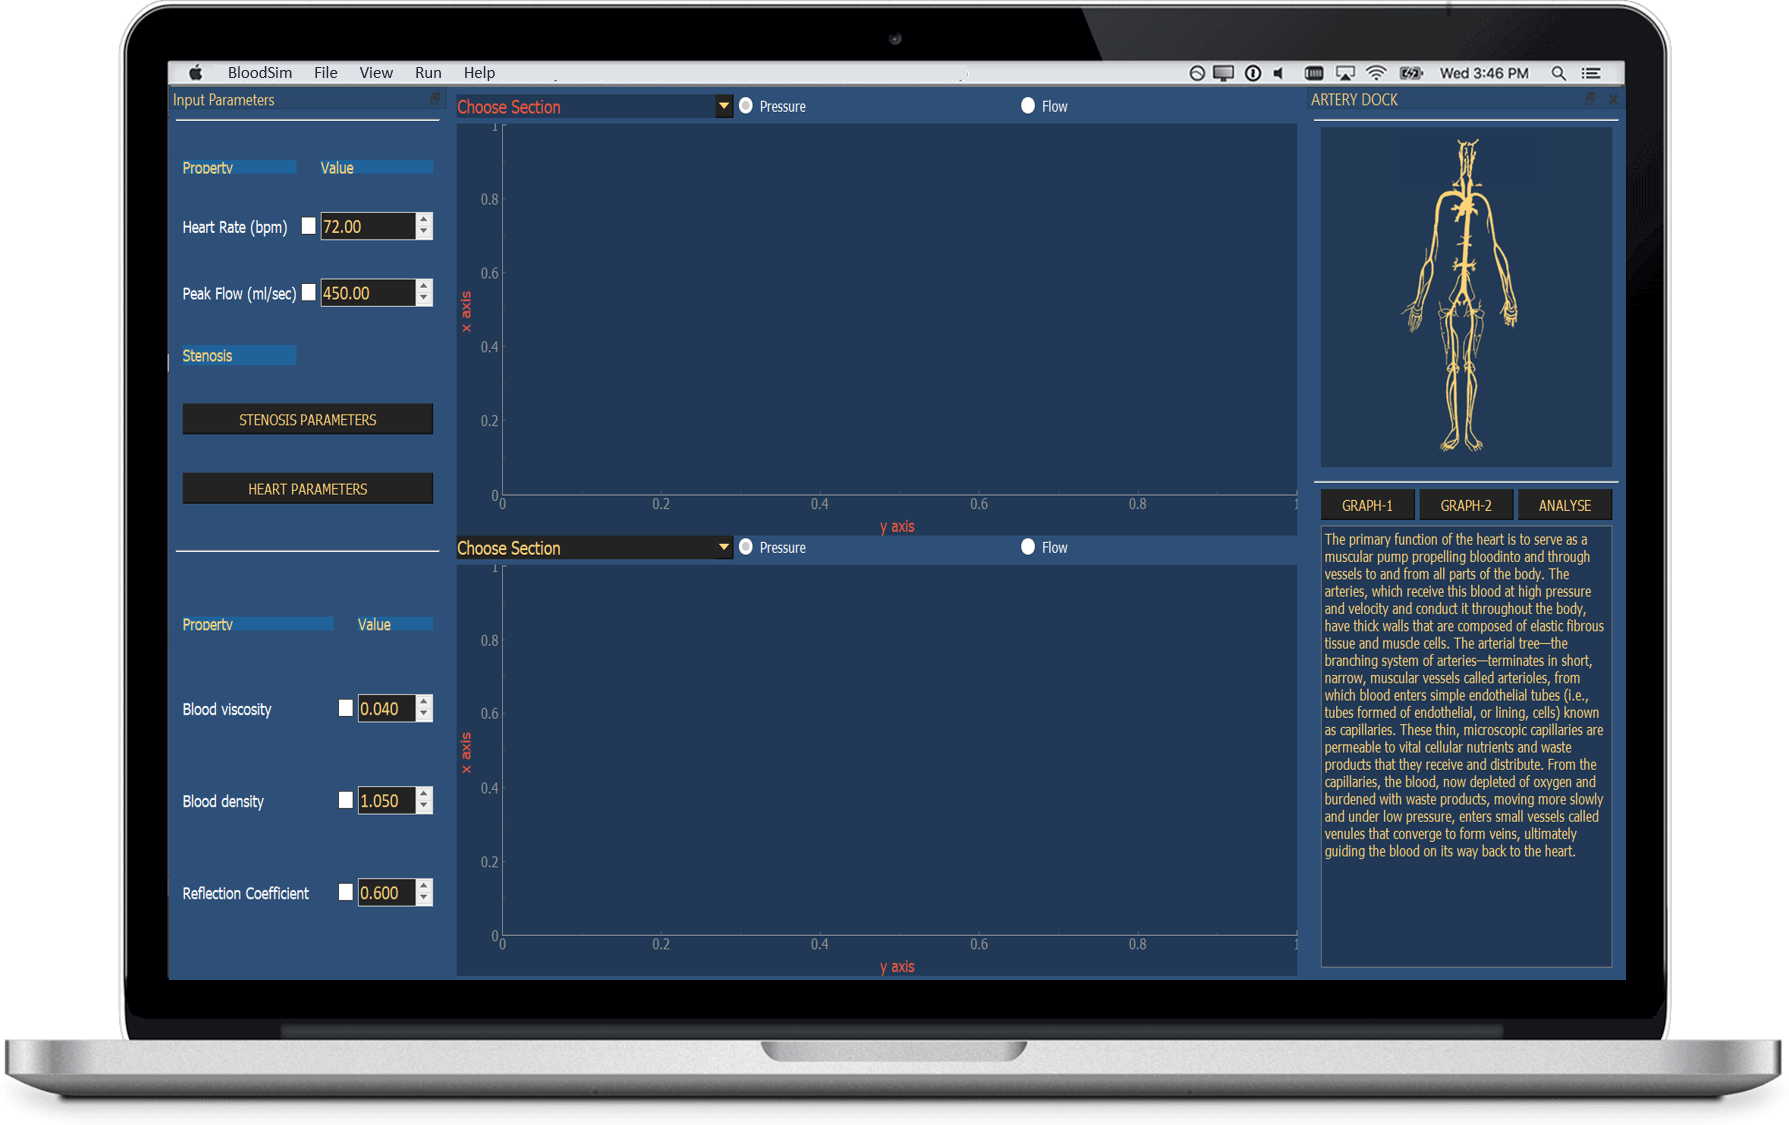 BloodSim File View Run Help
Wed 3:46 PM
Input Parameters
Property Value
Heart Rate (bpm) 72.00
Peak Flow (ml/sec) 450.00
Stenosis
STENOSIS PARAMETERS
HEART PARAMETERS
Property Value
Blood viscosity 0.040
Blood density 1.050
Reflection Coefficient 0.600
Choose Section Pressure Flow
1
0.8
0.6
0.4
0.2
0
x axis
0 0.2 0.4 0.6 0.8 1
y axis
Choose Section Pressure Flow
1
0.8
0.6
0.4
0.2
0
x axis
0 0.2 0.4 0.6 0.8 1
y axis
ARTERY DOCK
GRAPH-1 GRAPH-2 ANALYSE
The primary function of the heart is to serve as a
muscular pump propelling bloodinto and through
vessels to and from all parts of the body. The
arteries, which receive this blood at high pressure
and velocity and conduct it throughout the body,
have thick walls that are composed of elastic fibrous
tissue and muscle cells. The arterial tree—the
branching system of arteries—terminates in short,
narrow, muscular vessels called arterioles, from
which blood enters simple endothelial tubes (i.e.,
tubes formed of endothelial, or lining, cells) known
as capillaries. These thin, microscopic capillaries are
permeable to vital cellular nutrients and waste
products that they receive and distribute. From the
capillaries, the blood, now depleted of oxygen and
burdened with waste products, moving more slowly
and under low pressure, enters small vessels called
venules that converge to form veins, ultimately
guiding the blood on its way back to the heart.